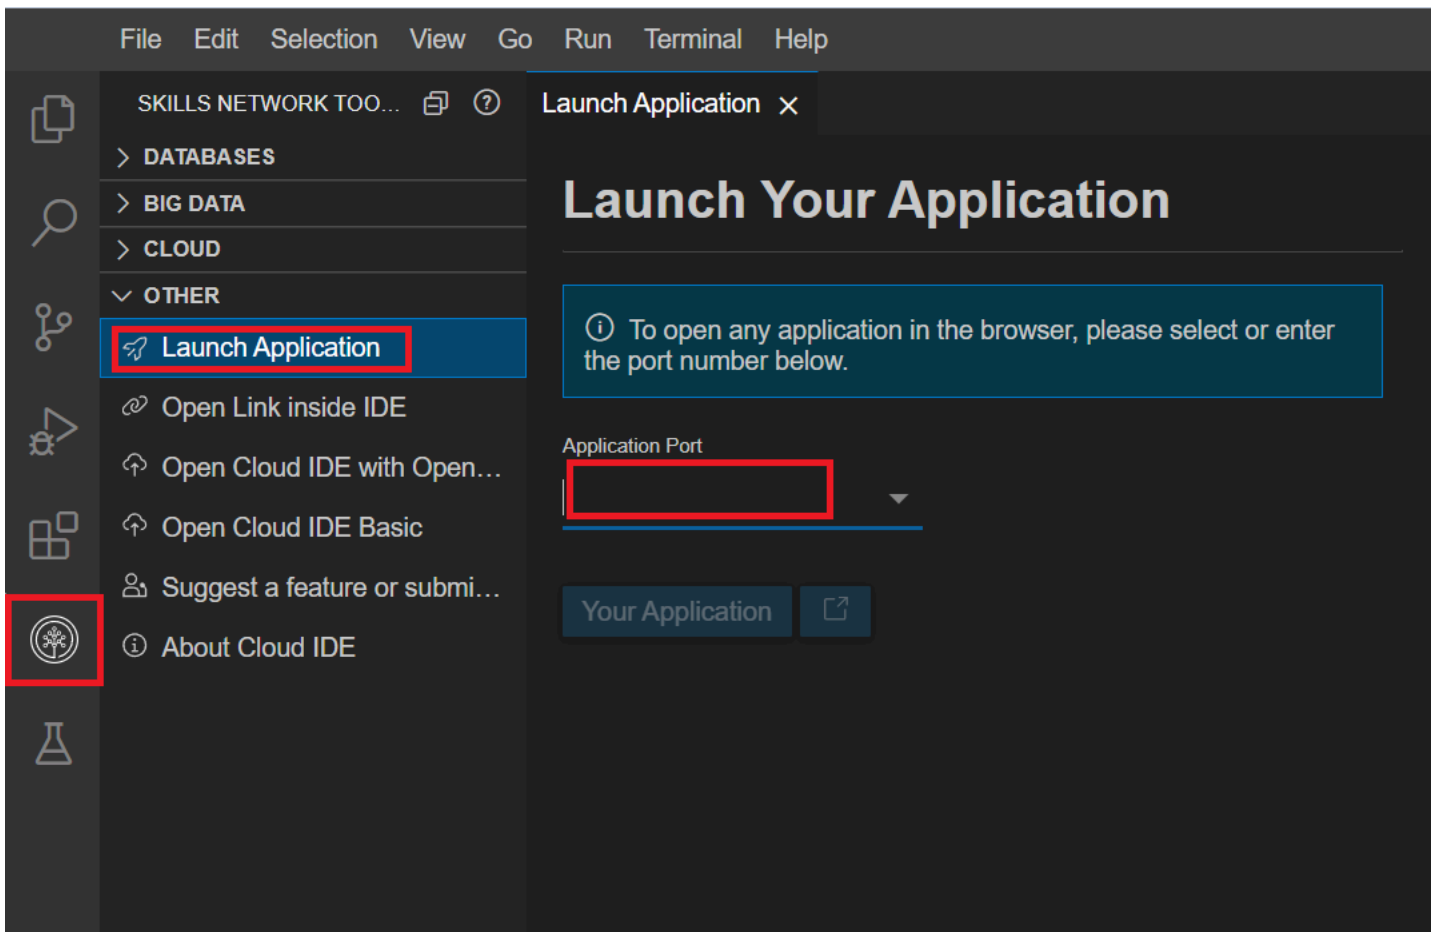 File Edit Selection View Go Run Terminal Help
SKILLS NETWORK TOO...
Launch Application
DATABASES
BIG DATA
CLOUD
OTHER
Launch Application
Open Link inside IDE
Open Cloud IDE with Open...
Open Cloud IDE Basic
Suggest a feature or submi...
About Cloud IDE
Launch Your Application
To open any application in the browser, please select or enter
the port number below.
Application Port
Your Application